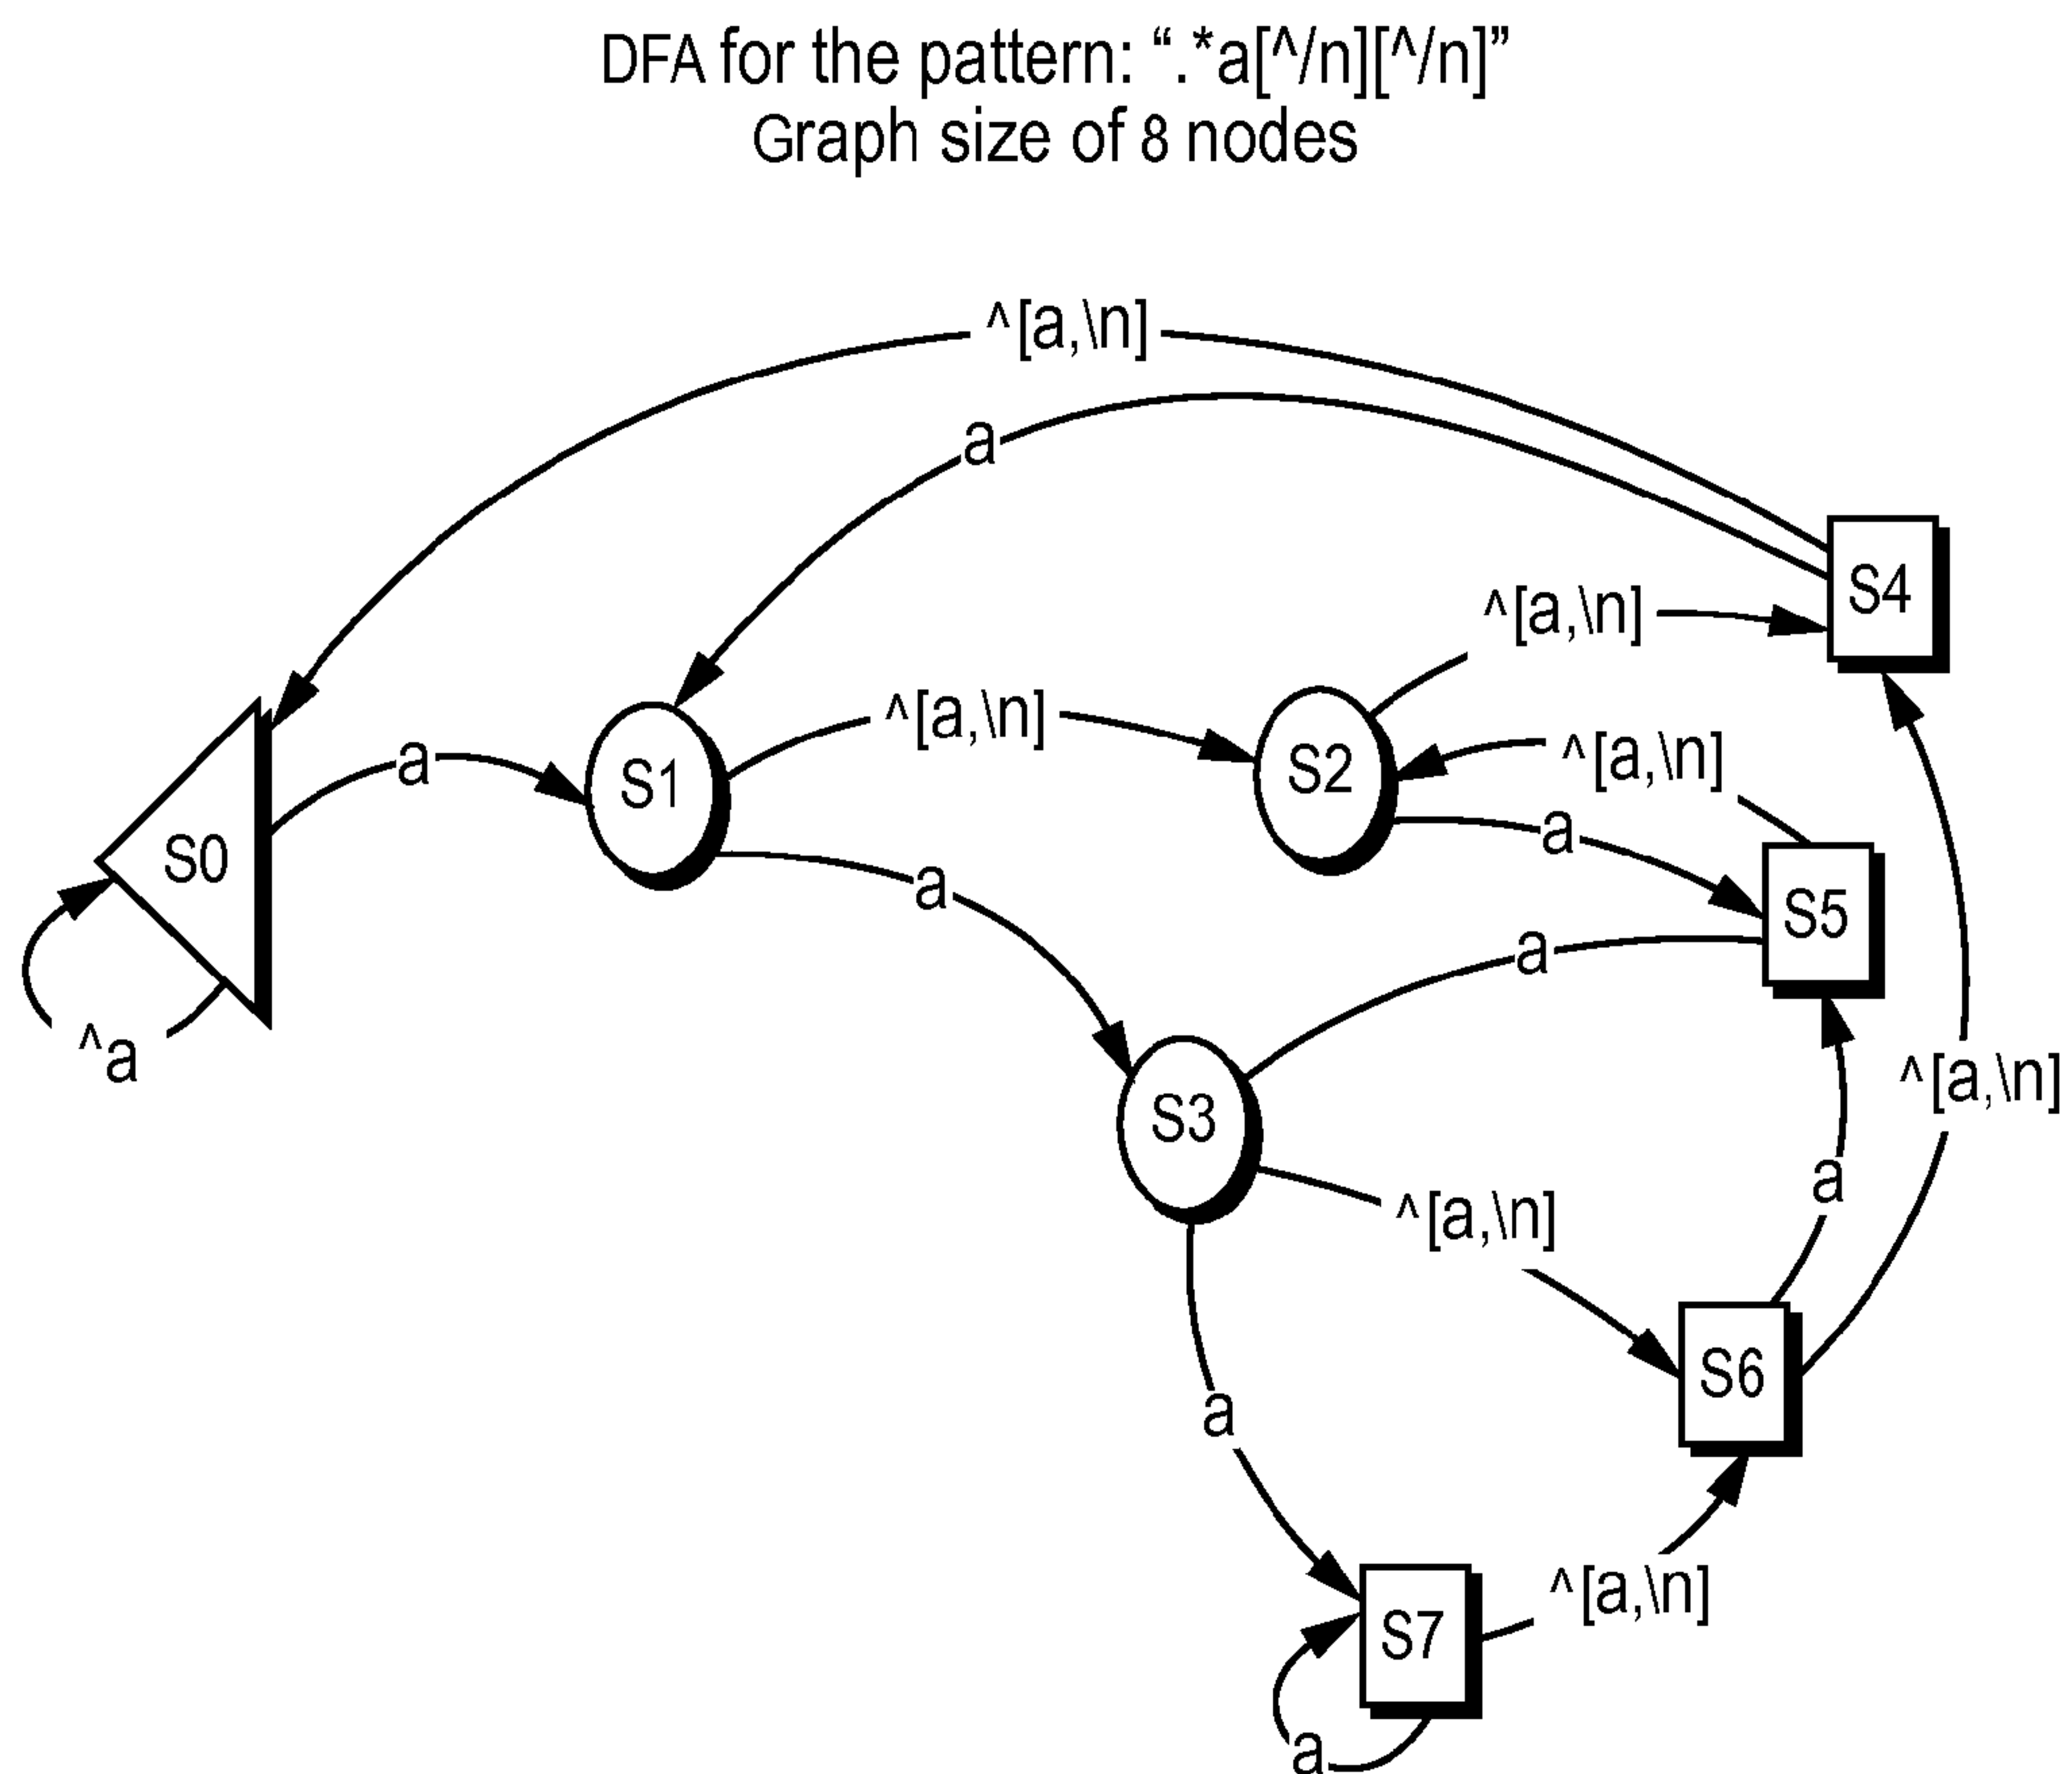 DFA for the pattern: “.*a[^/n][^/n]”
Graph size of 8 nodes
^[a,\n]
a
S4
^[a,\n]
^[a,\n]
a
S1
S2
^[a,\n]
S0
a
a
S5
a
^a
S3
^[a,\n]
a
^[a,\n]
S6
a
^[a,\n]
S7
a